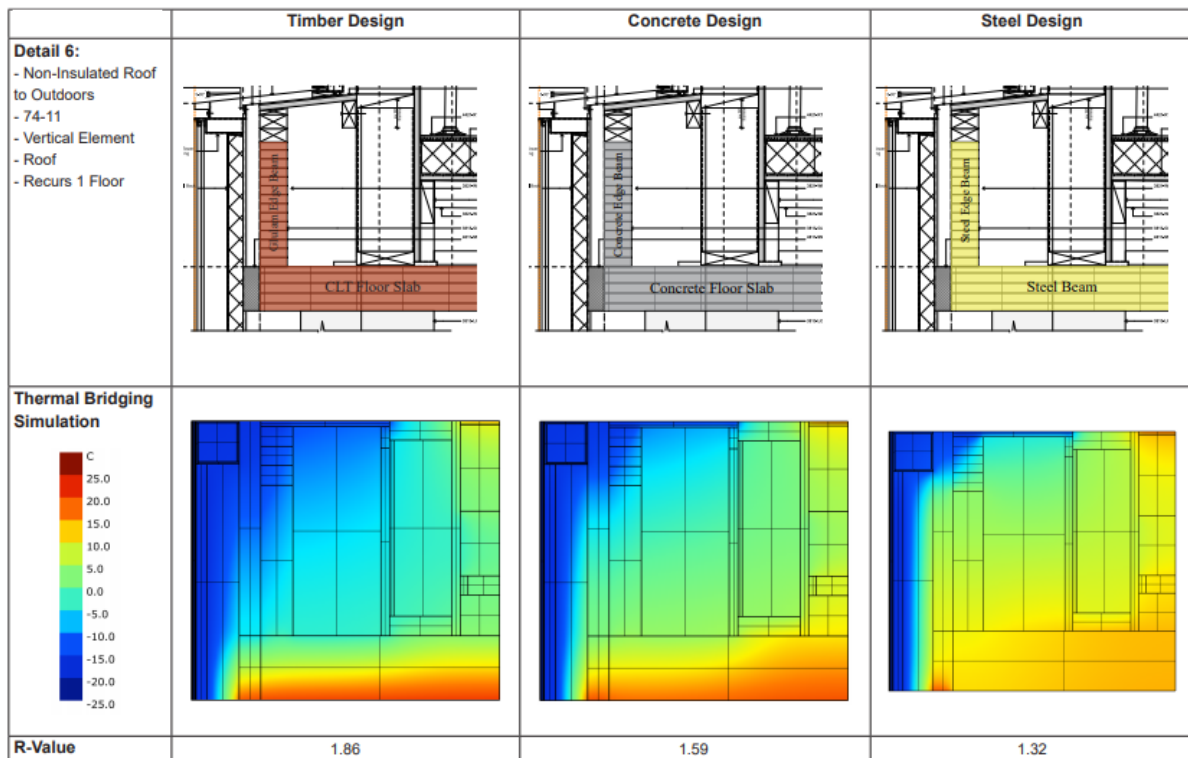 Timber Design
Concrete Design
Steel Design
Detail 6:
- Non-Insulated Roof
to Outdoors
- 74-11
- Vertical Element
- Roof
- Recurs 1 Floor
Glulam Edge Beam
CLT Floor Slab
Concrete Edge Beam
Concrete Floor Slab
Steel Edge Beam
Steel Beam
Thermal Bridging
Simulation
C
25.0
20.0
15.0
10.0
5.0
0.0
-5.0
-10.0
-15.0
-20.0
-25.0
R-Value
1.86
1.59
1.32